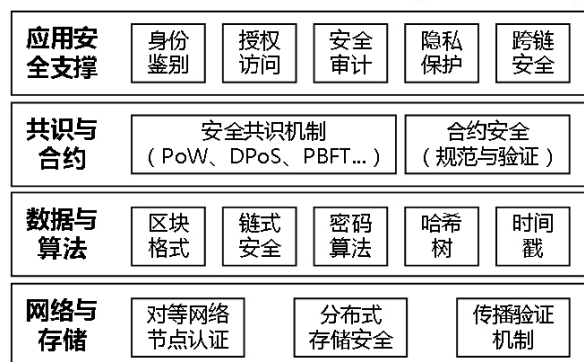 应用安
全支撑
身份
鉴别
授权
访问
安全
审计
隐私
保护
跨链
安全
共识与
合约
安全共识机制
（PoW、DPoS、PBFT...）
合约安全
（规范与验证）
数据与
算法
区块
格式
链式
安全
密码
算法
哈希
树
时间
戳
网络与
存储
对等网络
节点认证
分布式
存储安全
传播验证
机制